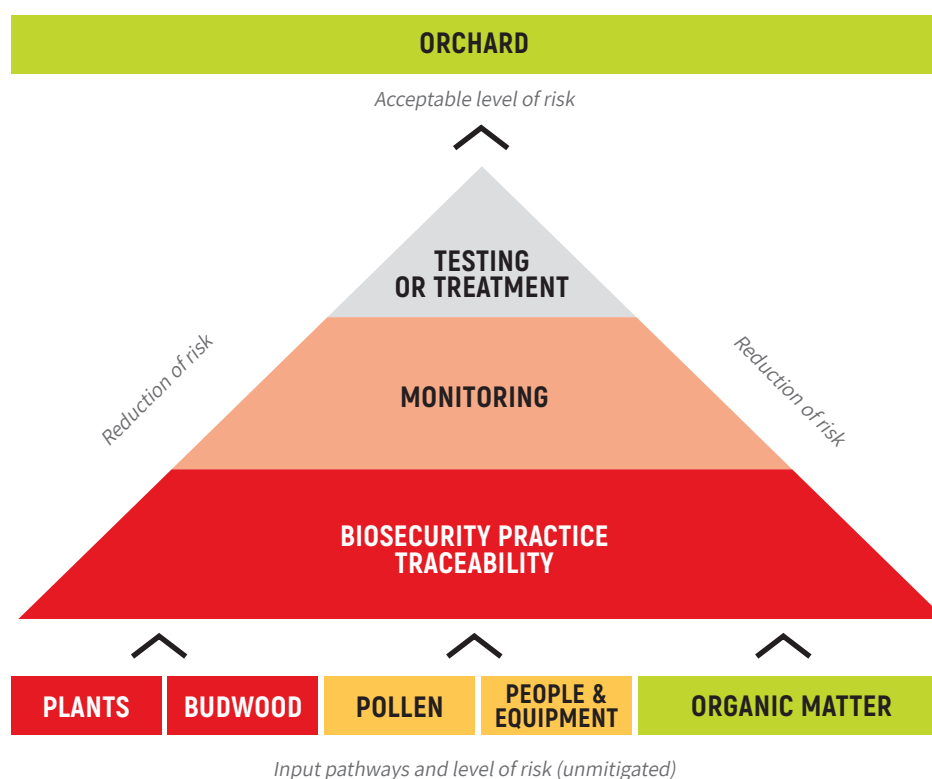 ORCHARD
Acceptable level of risk
TESTING
OR TREATMENT
Reduction of risk
Reduction of risk
MONITORING
BIOSECURITY PRACTICE
TRACEABILITY
PLANTS
BUDWOOD
POLLEN
PEOPLE &
EQUIPMENT
ORGANIC MATTER
Input pathways and level of risk (unmitigated)